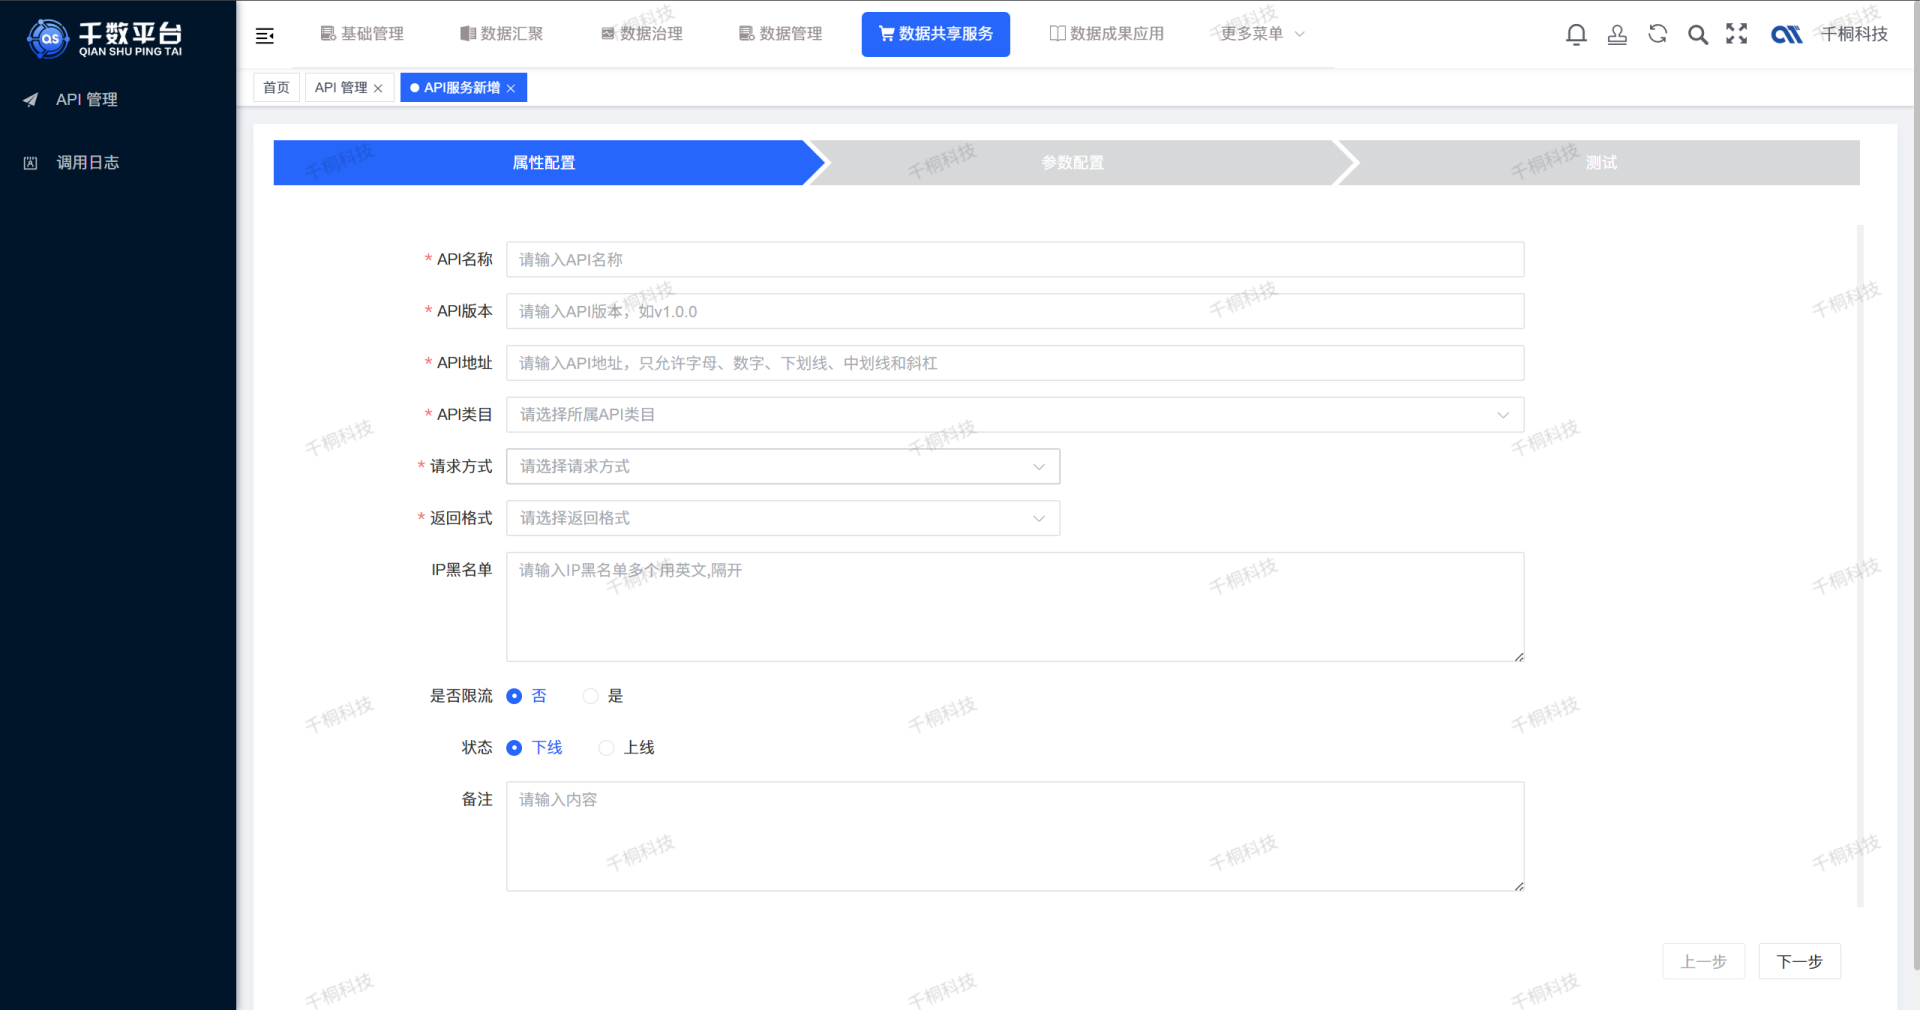 千数平台
QIAN SHU PING TAI
基础管理
数据汇聚
数据治理
数据管理
数据共享服务
数据成果应用
更多菜单
千桐科技
首页
API 管理
API服务新增
API 管理
调用日志
属性配置
参数配置
测试
* API名称
请输入API名称
* API版本
请输入API版本，如v1.0.0
* API地址
请输入API地址，只允许字母、数字、下划线、中划线和斜杠
* API类目
请选择所属API类目
* 请求方式
请选择请求方式
* 返回格式
请选择返回格式
IP黑名单
请输入IP黑名单多个用英文,隔开
是否限流
否
是
状态
下线
上线
备注
请输入内容
上一步
下一步
千桐科技